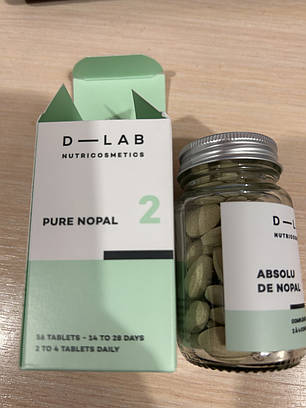 D—LAB
NUTRICOSMETICS
PURE NOPAL
2
56 TABLETS – 14 TO 28 DAYS
2 TO 4 TABLETS DAILY
D—L
ABSOLU
DE NOPAL